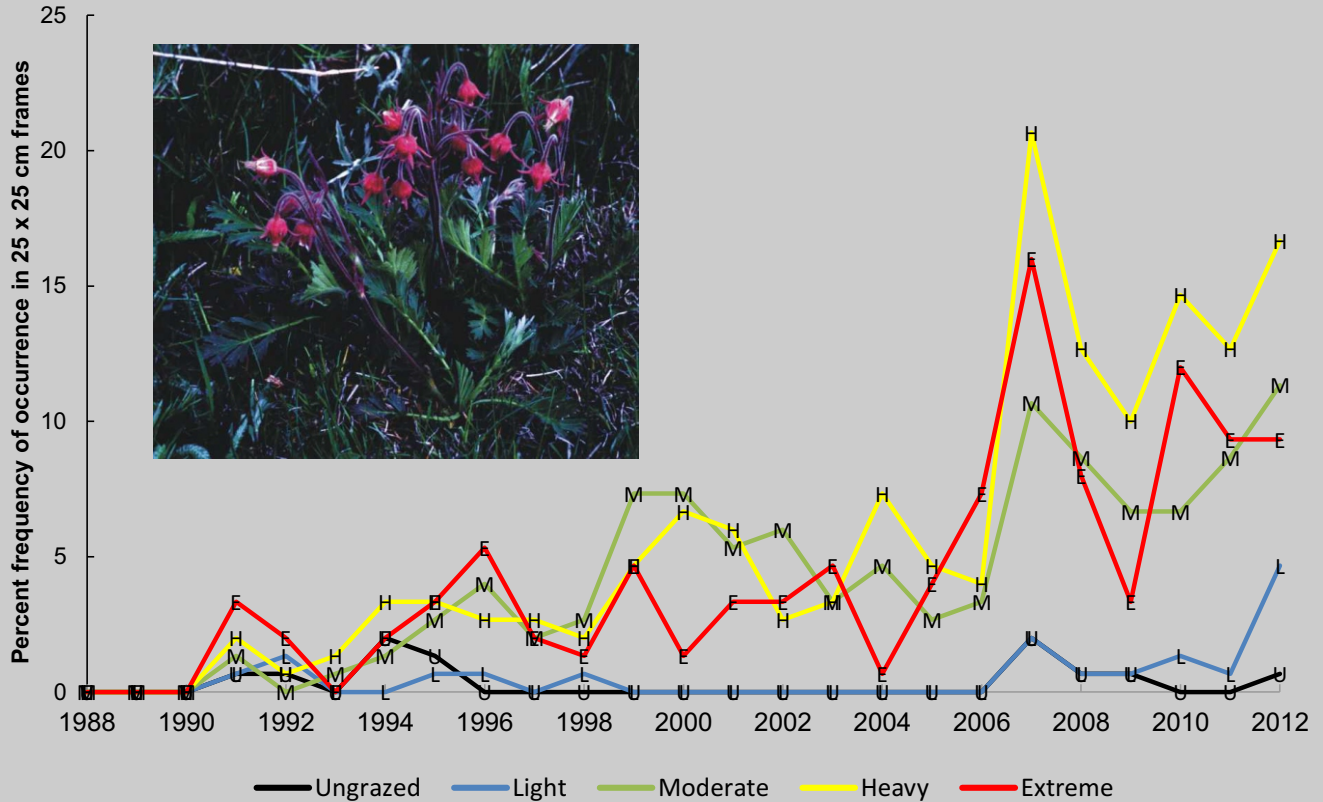 Percent frequency of occurrence in 25 x 25 cm frames
25
20
15
10
5
0
1988 1990 1992 1994 1996 1998 2000 2002 2004 2006 2008 2010 2012
Ungrazed Light Moderate Heavy Extreme